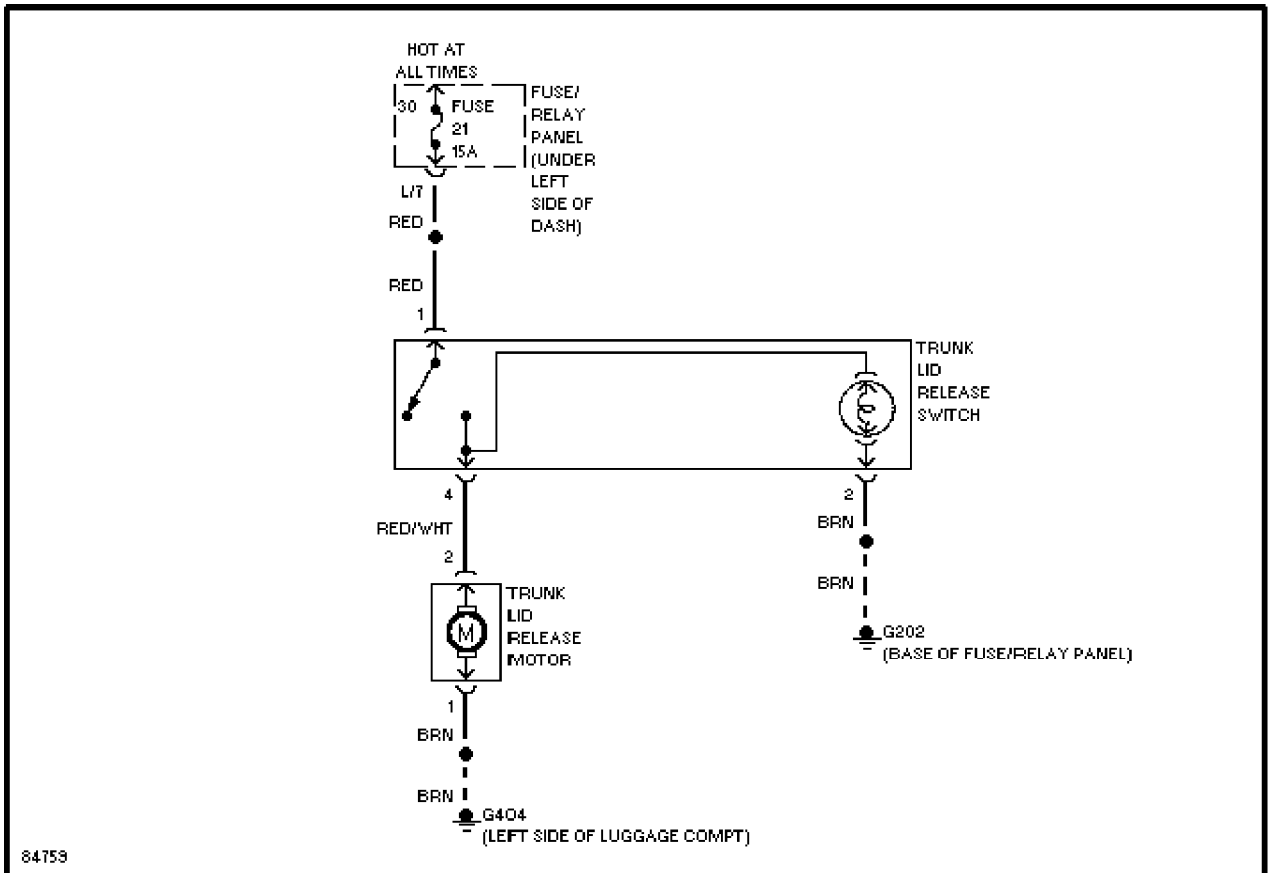 HOT AT
ALL TIMES
30
FUSE
21
15A
FUSE/
RELAY
PANEL
(UNDER
LEFT
SIDE OF
DASH)
L/7
RED
RED
1
TRUNK
LID
RELEASE
SWITCH
4
RED/WHT
2
2
BRN
BRN
G202
(BASE OF FUSE/RELAY PANEL)
TRUNK
LID
RELEASE
MOTOR
M
1
BRN
BRN
G404
(LEFT SIDE OF LUGGAGE COMPT)
84759